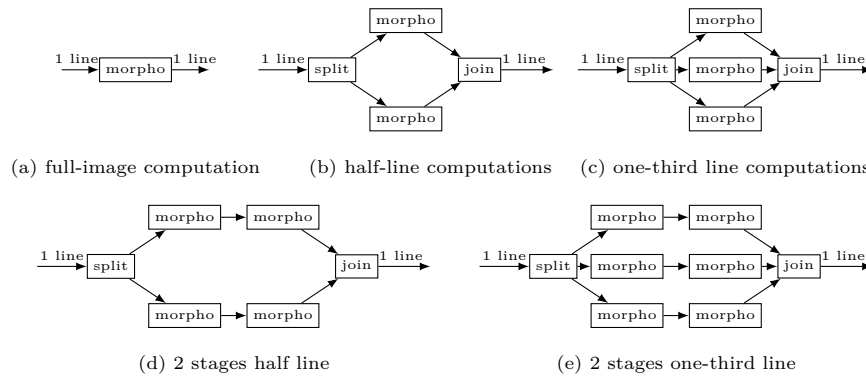 1 line
morpho
1 line
(a) full-image computation
1 line
split
morpho
morpho
join
1 line
(b) half-line computations
1 line
split
morpho
morpho
morpho
join
1 line
(c) one-third line computations
1 line
split
morpho
morpho
morpho
morpho
join
1 line
(d) 2 stages half line
1 line
split
morpho
morpho
morpho
morpho
morpho
morpho
join
1 line
(e) 2 stages one-third line